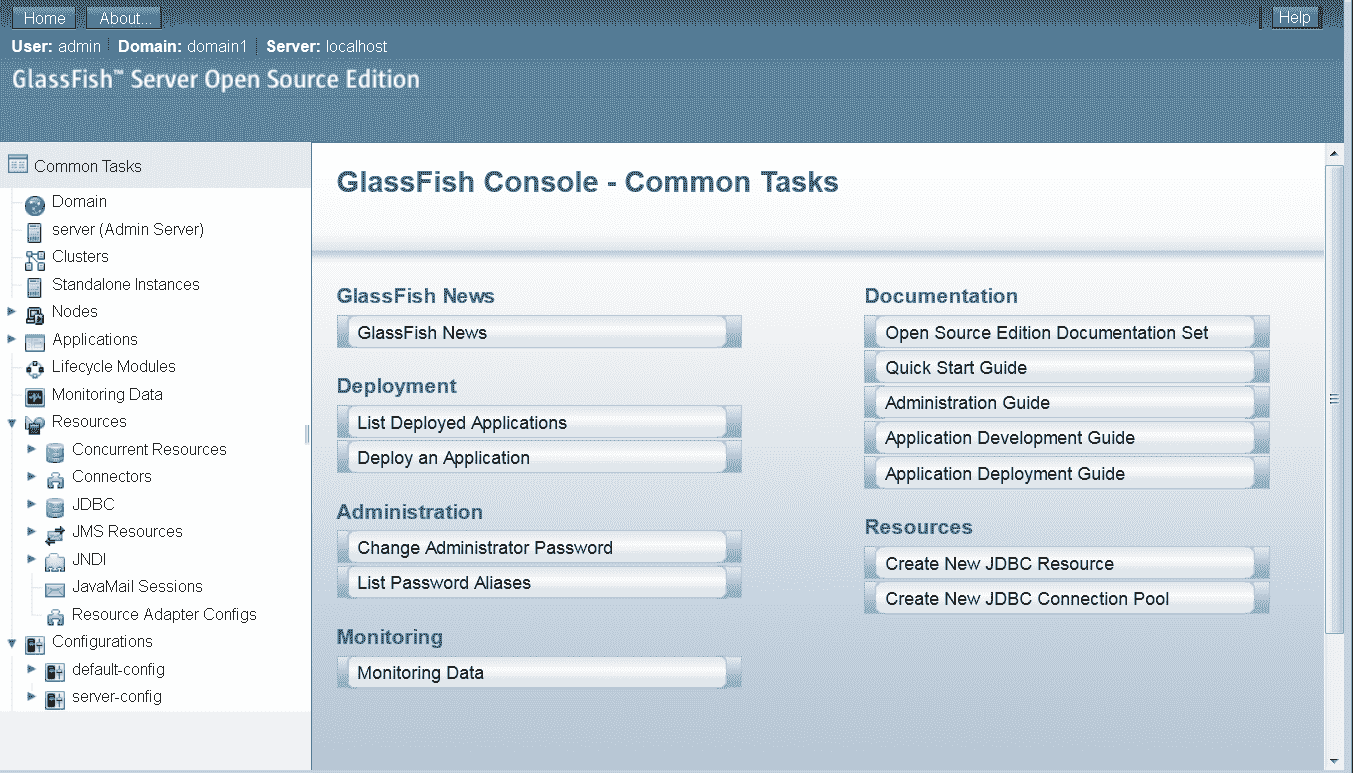 Home About... Help
User: admin Domain: domain1 Server: localhost
GlassFish™ Server Open Source Edition
Common Tasks
Domain
server (Admin Server)
Clusters
Standalone Instances
Nodes
Applications
Lifecycle Modules
Monitoring Data
Resources
Concurrent Resources
Connectors
JDBC
JMS Resources
JNDI
JavaMail Sessions
Resource Adapter Configs
Configurations
default-config
server-config
GlassFish Console - Common Tasks
GlassFish News
GlassFish News
Deployment
List Deployed Applications
Deploy an Application
Administration
Change Administrator Password
List Password Aliases
Monitoring
Monitoring Data
Documentation
Open Source Edition Documentation Set
Quick Start Guide
Administration Guide
Application Development Guide
Application Deployment Guide
Resources
Create New JDBC Resource
Create New JDBC Connection Pool